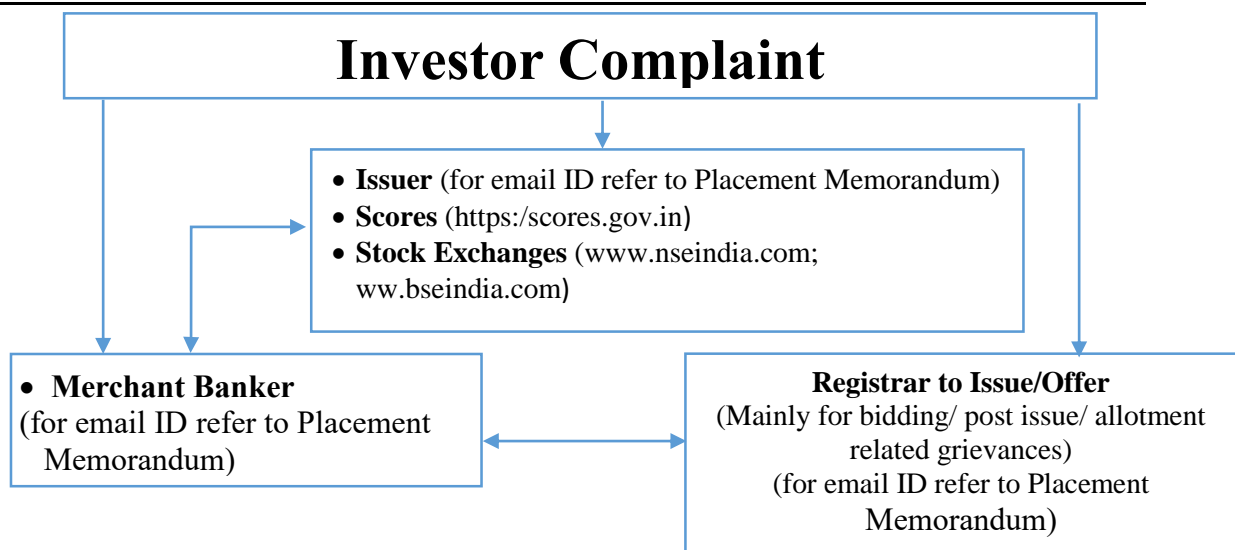 Investor Complaint
• Issuer (for email ID refer to Placement Memorandum)
• Scores (https:/scores.gov.in)
• Stock Exchanges (www.nseindia.com;
ww.bseindia.com)
• Merchant Banker
(for email ID refer to Placement
Memorandum)
Registrar to Issue/Offer
(Mainly for bidding/ post issue/ allotment
related grievances)
(for email ID refer to Placement
Memorandum)